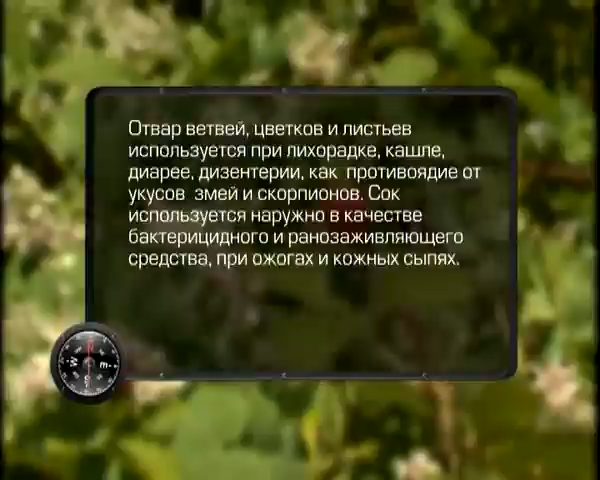 Отвар ветвей, цветков и листьев
используется при лихорадке, кашле,
диарее, дизентерии, как противоядие от
укусов змей и скорпионов. Сок
используется наружно в качестве
бактерицидного и ранозаживляющего
средства, при ожогах и кожных сыпях.
W
E
S